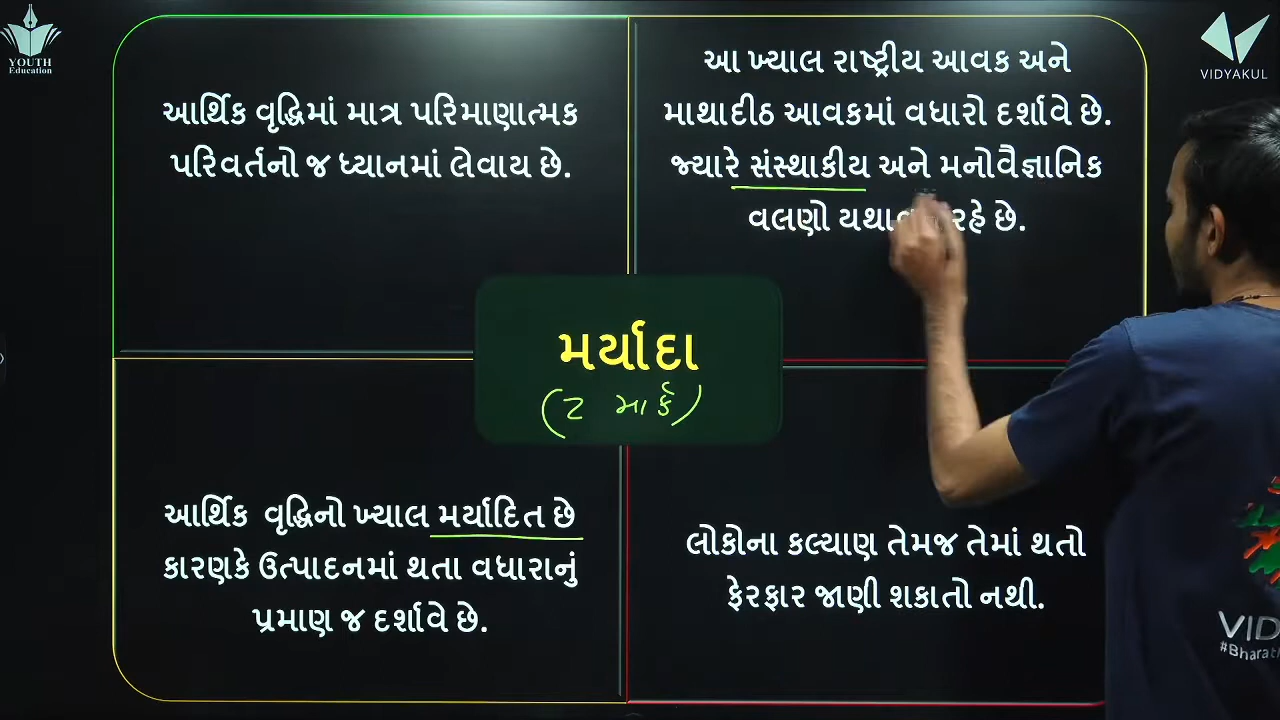 YOUTH
Education
VIDYAKUL
આર્થિક વૃદ્ધિમાં માત્ર પરિમાણાત્મક
પરિવર્તનો જ ધ્યાનમાં લેવાય છે.
આ ખ્યાલ રાષ્ટ્રીય આવક અને
માથાદીઠ આવકમાં વધારો દર્શાવે છે.
જ્યારે સંસ્થાકીય અને મનોવૈજ્ઞાનિક
વલણો રહે છે.
મર્યાદા
(2 માર્ક)
આર્થિક વૃદ્ધિનો ખ્યાલ મર્યાદિત છે
કારણકે ઉત્પાદનમાં થતા વધારાનું
પ્રમાણ જ દર્શાવે છે.
લોકોના કલ્યાણ તેમજ તેમાં થતો
ફેરફાર જાણી શકાતો નથી.